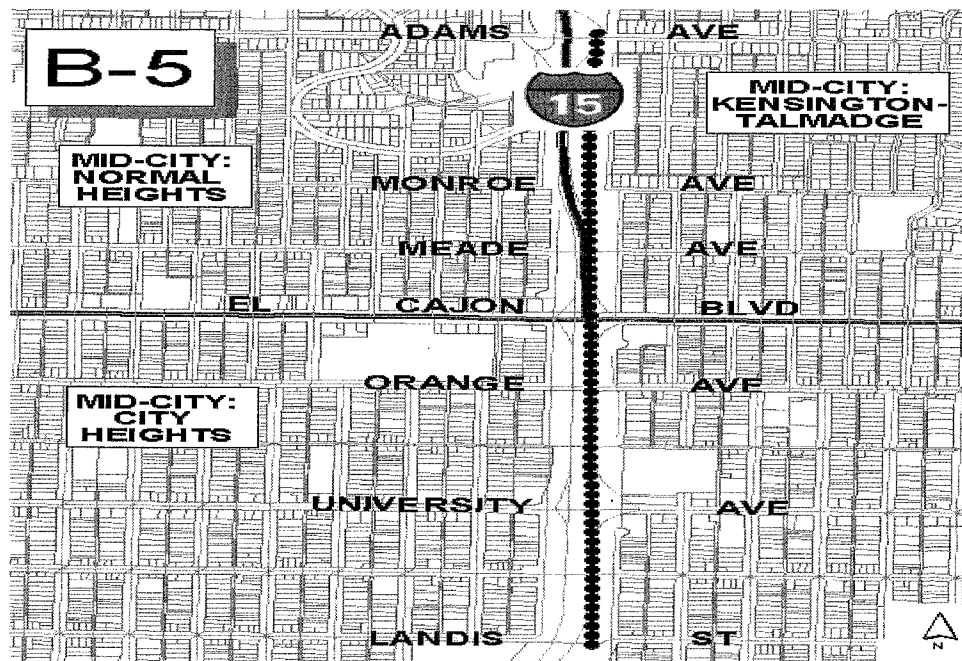 ADAMS AVE
B-5
15
MID-CITY:
KENSINGTON-
TALMADGE
MID-CITY:
NORMAL
HEIGHTS
MONROE AVE
MEADE AVE
EL CAJON BLVD
ORANGE AVE
MID-CITY:
CITY
HEIGHTS
UNIVERSITY AVE
LANDIS ST
N